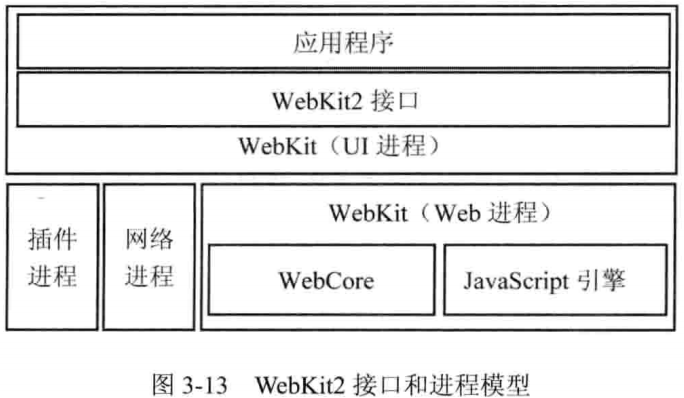 应用程序
WebKit2 接口
WebKit（UI 进程）
插件
进程
网络
进程
WebKit（Web 进程）
WebCore
JavaScript 引擎
图 3-13 WebKit2 接口和进程模型